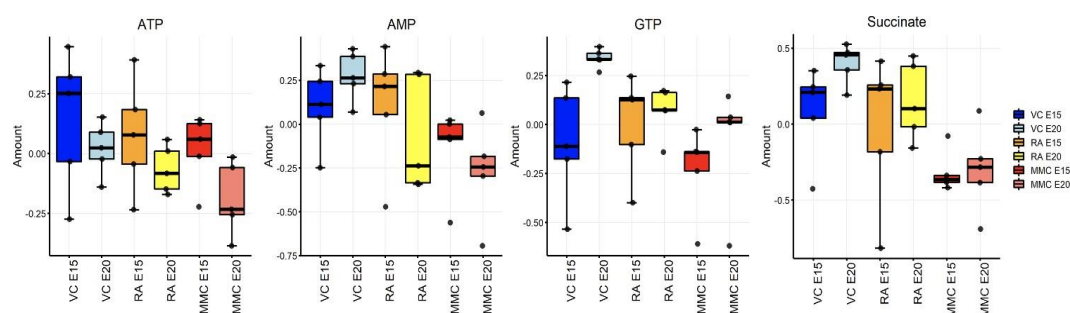 ATP
Amount
0.25
0.00
-0.25
VC E15
VC E20
RA E15
RA E20
MMC E15
MMC E20
AMP
Amount
0.25
0.00
-0.25
-0.50
-0.75
VC E15
VC E20
RA E15
RA E20
MMC E15
MMC E20
GTP
Amount
0.25
0.00
-0.25
-0.50
VC E15
VC E20
RA E15
RA E20
MMC E15
MMC E20
Succinate
Amount
0.5
0.0
-0.5
VC E15
VC E20
RA E15
RA E20
MMC E15
MMC E20
VC E15
VC E20
RA E15
RA E20
MMC E15
MMC E20